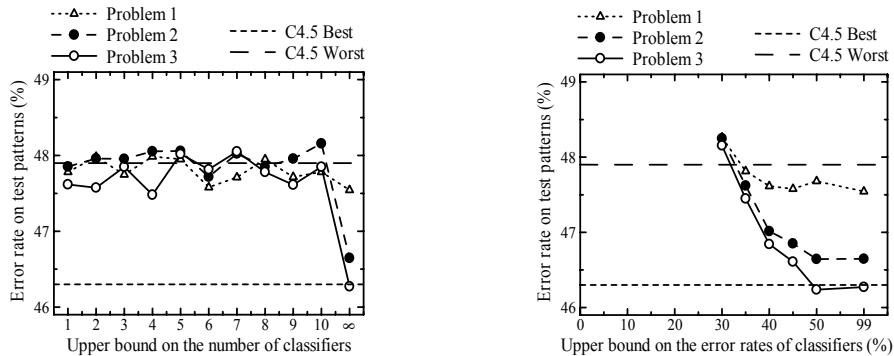 Problem 1
Problem 2
Problem 3
C4.5 Best
C4.5 Worst
Error rate on test patterns (%)
49
48
47
46
1 2 3 4 5 6 7 8 9 10 ∞
Upper bound on the number of classifiers
Problem 1
Problem 2
Problem 3
C4.5 Best
C4.5 Worst
Error rate on test patterns (%)
49
48
47
46
0 10 20 30 40 50 99
Upper bound on the error rates of classifiers (%)